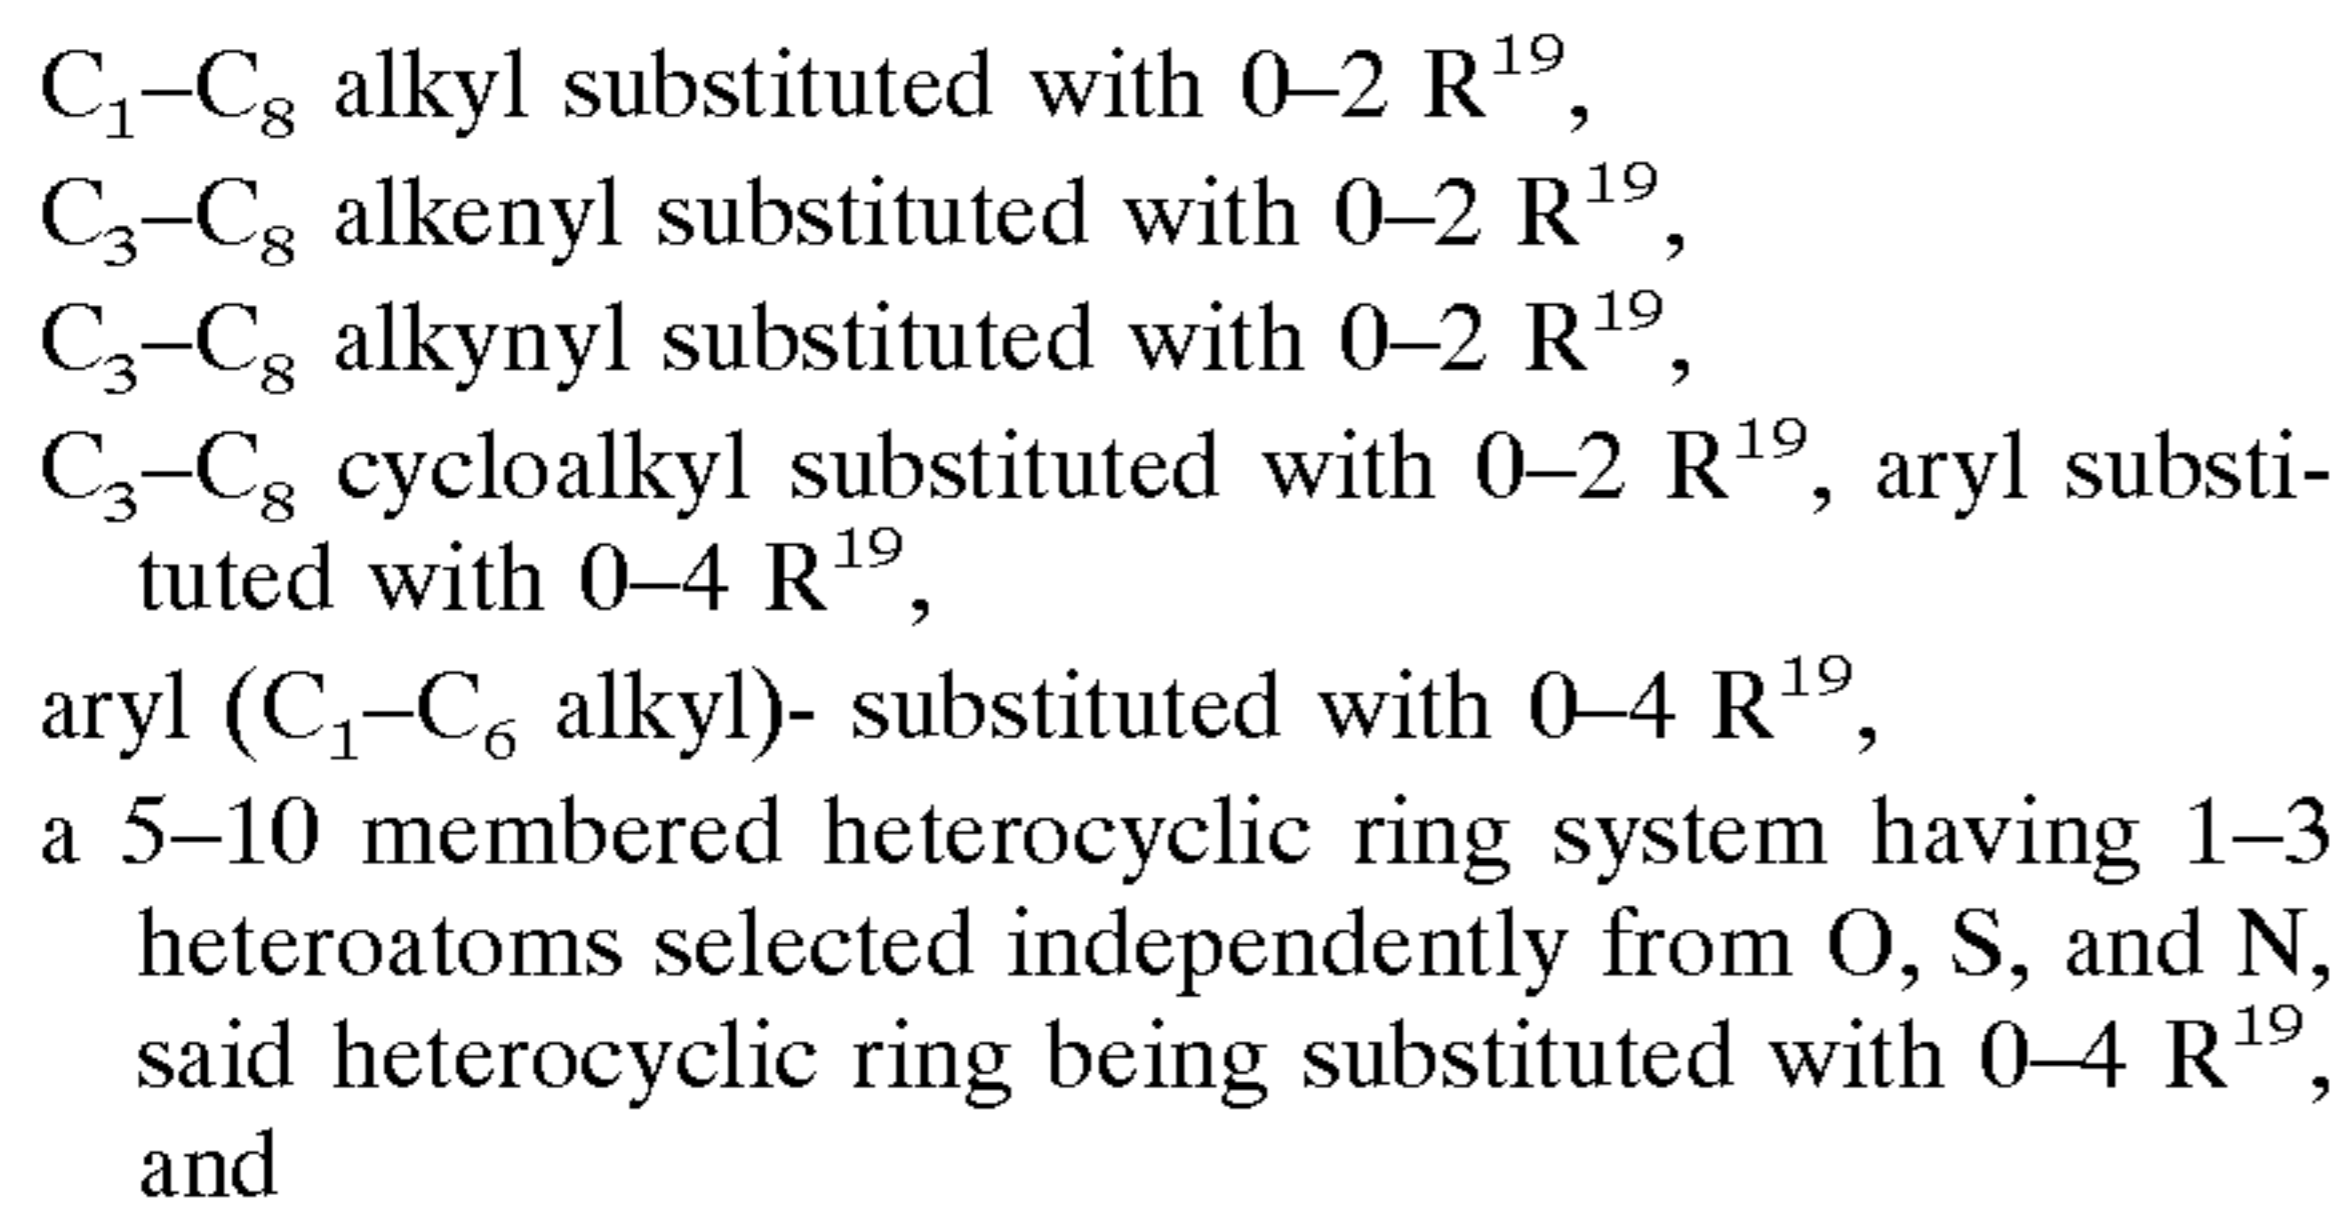 C₁–C₈ alkyl substituted with 0–2 R¹⁹,
C₃–C₈ alkenyl substituted with 0–2 R¹⁹,
C₃–C₈ alkynyl substituted with 0–2 R¹⁹,
C₃–C₈ cycloalkyl substituted with 0–2 R¹⁹, aryl substi-
tuted with 0–4 R¹⁹,
aryl (C₁–C₆ alkyl)- substituted with 0–4 R¹⁹,
a 5–10 membered heterocyclic ring system having 1–3
heteroatoms selected independently from O, S, and N,
said heterocyclic ring being substituted with 0–4 R¹⁹,
and